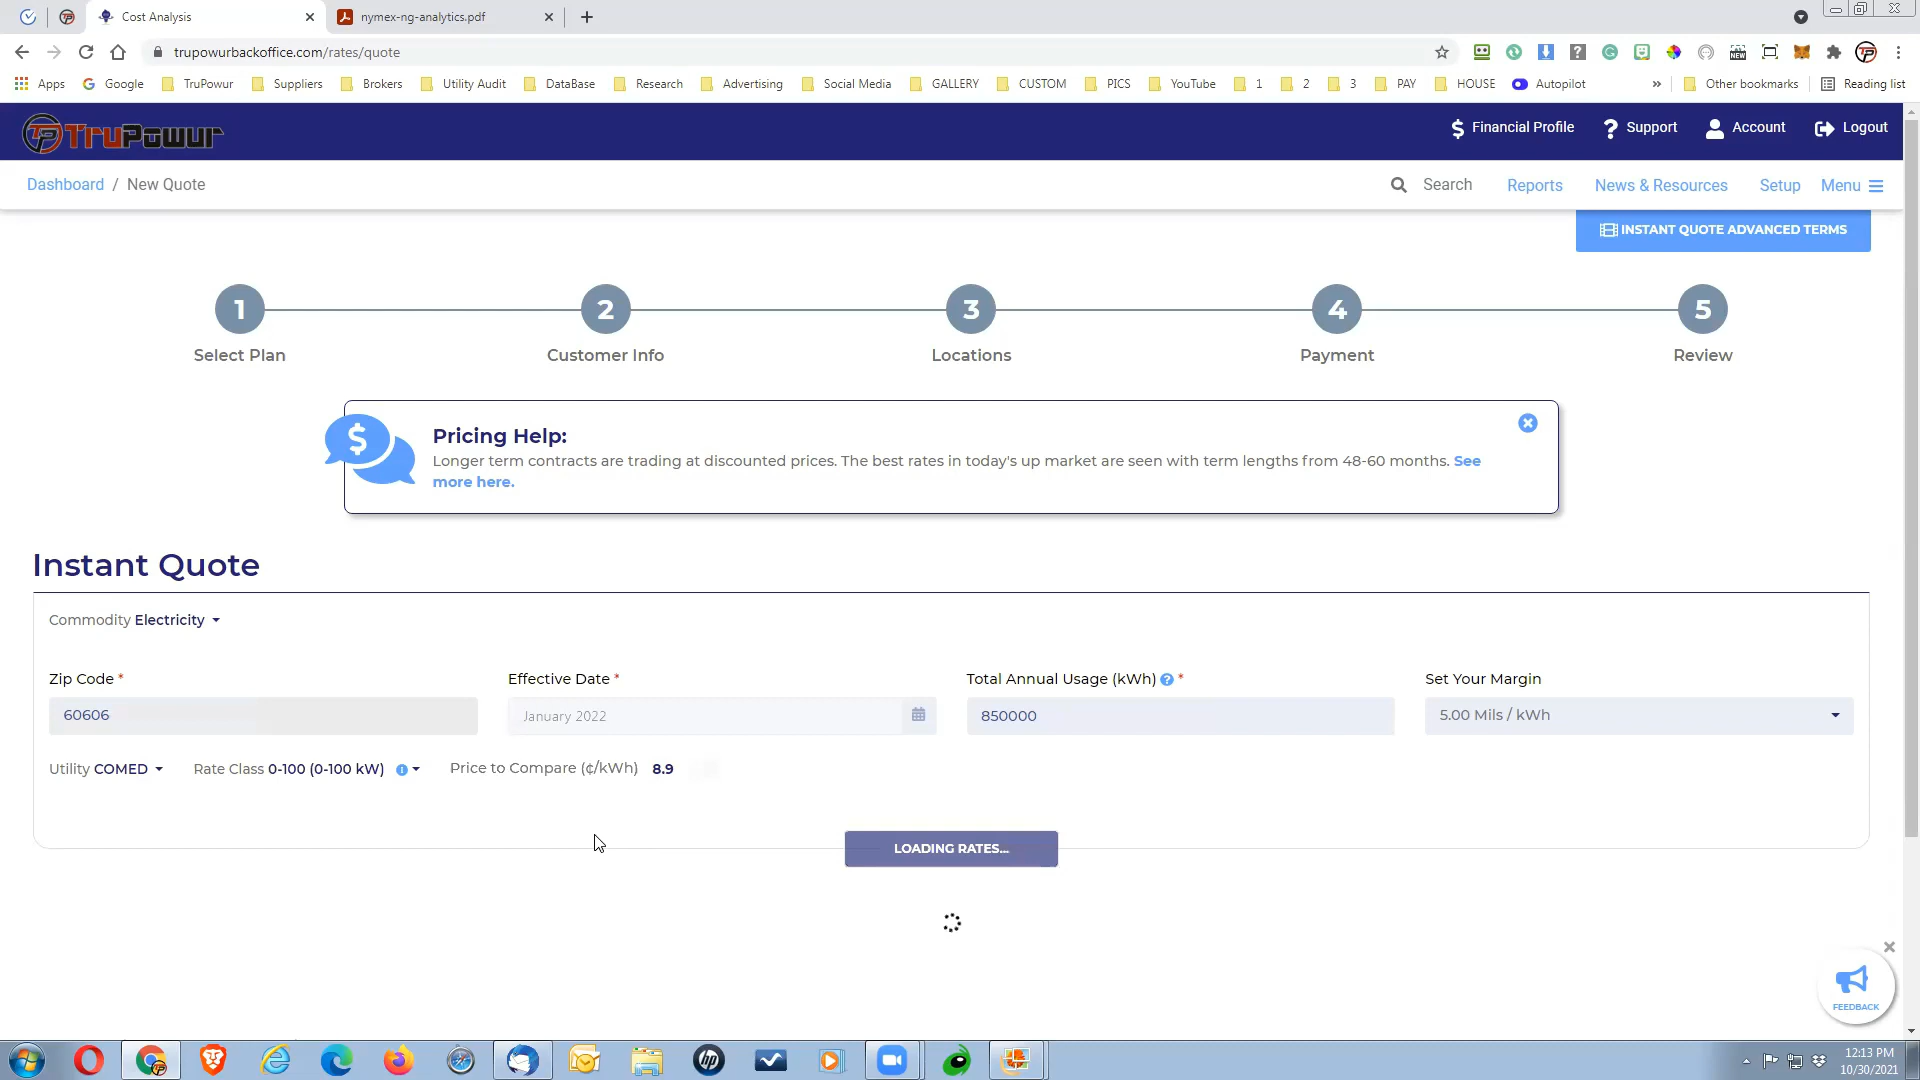 Cost Analysis
nymex-ng-analytics.pdf
trupowurbackoffice.com/rates/quote
Apps Google TruPowur Suppliers Brokers Utility Audit DataBase Research Advertising Social Media GALLERY CUSTOM PICS YouTube 1 2 3 PAY HOUSE Autopilot » Other bookmarks Reading list
TruPowur
Financial Profile Support Account Logout
Dashboard / New Quote Search Reports News & Resources Setup Menu
INSTANT QUOTE ADVANCED TERMS
1 2 3 4 5
Select Plan Customer Info Locations Payment Review
Pricing Help:
Longer term contracts are trading at discounted prices. The best rates in today's up market are seen with term lengths from 48-60 months. See
more here.
Instant Quote
Commodity Electricity
Zip Code * Effective Date * Total Annual Usage (kWh) ? * Set Your Margin
60606 January 2022 850000 5.00 Mils / kWh
Utility COMED Rate Class 0-100 (0-100 kW) Price to Compare (¢/kWh) 8.9
LOADING RATES...
FEEDBACK
12:13 PM
10/30/2021